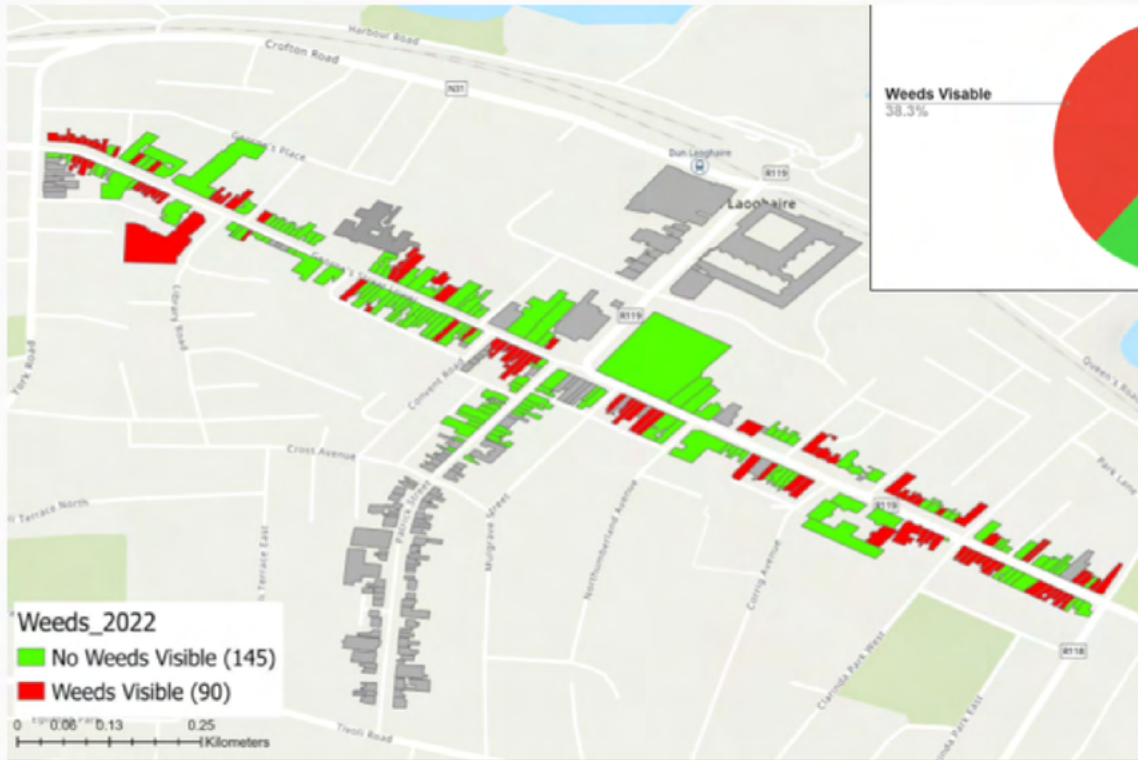 Harbour Road
Crofton Road
N31
Weeds Visable
38.3%
George's Place
Dun Laoghaire
R119
Laoghaire
Library Road
York Road
R119
Convent Road
Queen's Roa
Cross Avenue
Park Lane
Terrace North
R119
Patrick Street
Mulgrave Street
Northumberland Avenue
Terrace East
Corrig Avenue
Weeds_2022
No Weeds Visible (145)
Weeds Visible (90)
Clarinda Park West
R118
0 0.06 0.13 0.25
Kilometers
Tivoli Road
nda Park East